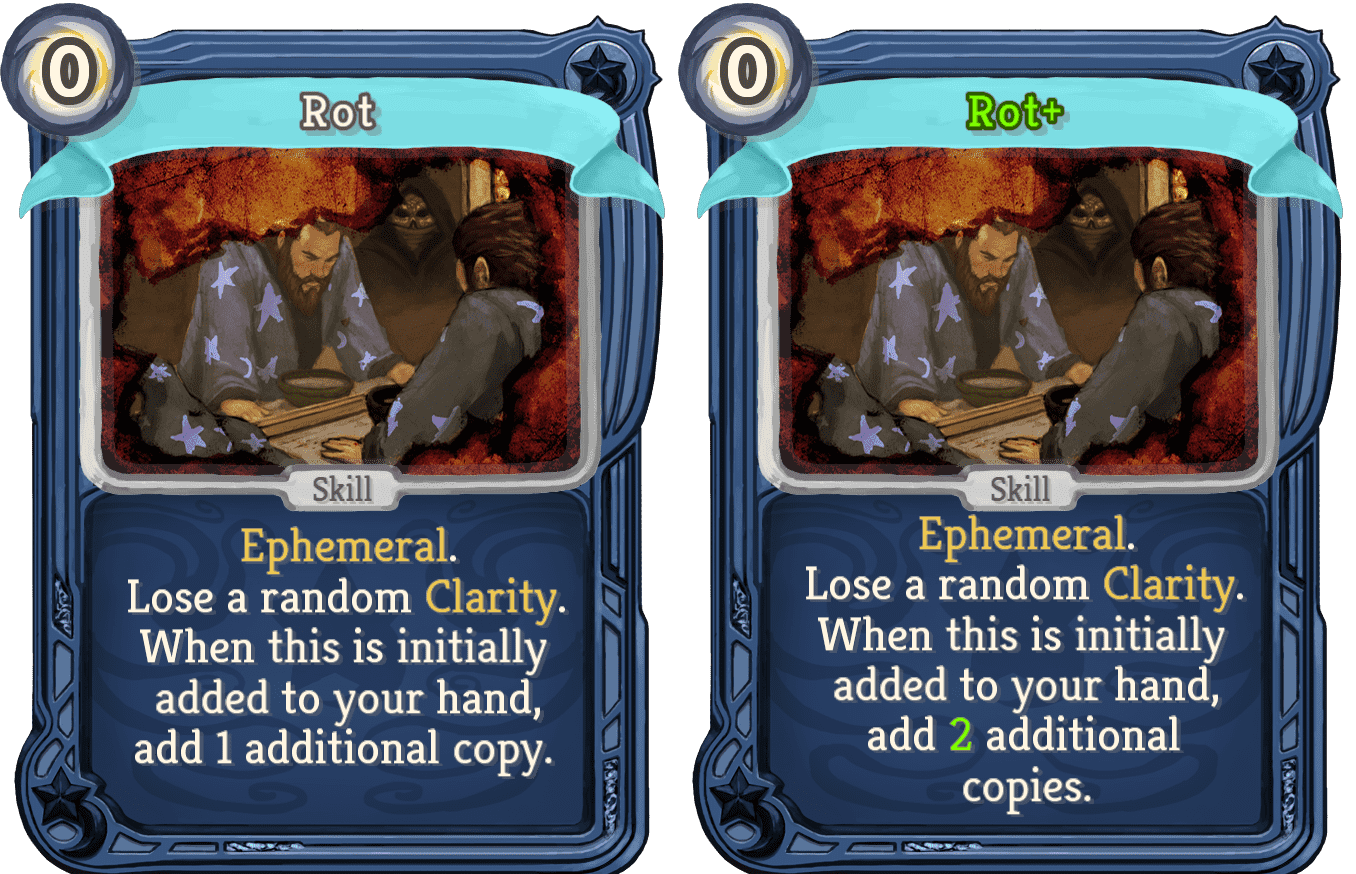 0
Rot
Skill
Ephemeral.
Lose a random Clarity.
When this is initially
added to your hand,
add 1 additional copy.
0
Rot+
Skill
Ephemeral.
Lose a random Clarity.
When this is initially
added to your hand,
add 2 additional
copies.